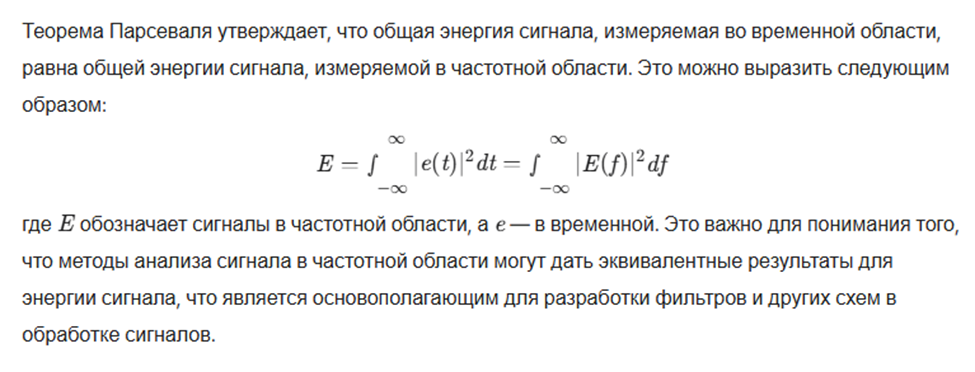 Теорема Парсеваля утверждает, что общая энергия сигнала, измеряемая во временной области,
равна общей энергии сигнала, измеряемой в частотной области. Это можно выразить следующим
образом:
E = ∫_{-∞}^{∞} |e(t)|² dt = ∫_{-∞}^{∞} |E(f)|² df
где E обозначает сигналы в частотной области, а e — в временной. Это важно для понимания того,
что методы анализа сигнала в частотной области могут дать эквивалентные результаты для
энергии сигнала, что является основополагающим для разработки фильтров и других схем в
обработке сигналов.